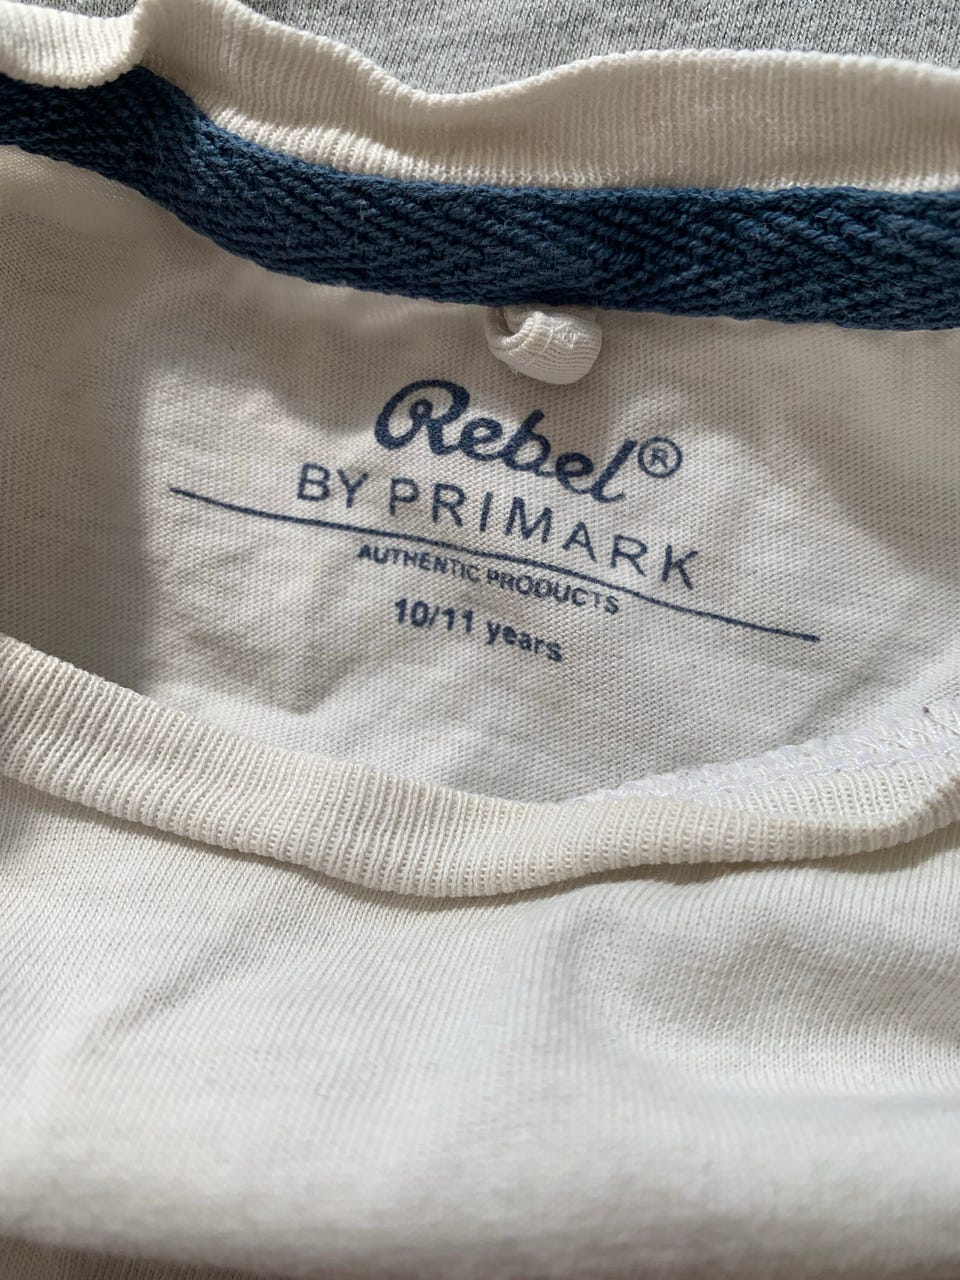 Rebel®
BY PRIMARK
AUTHENTIC PRODUCTS
10/11 years